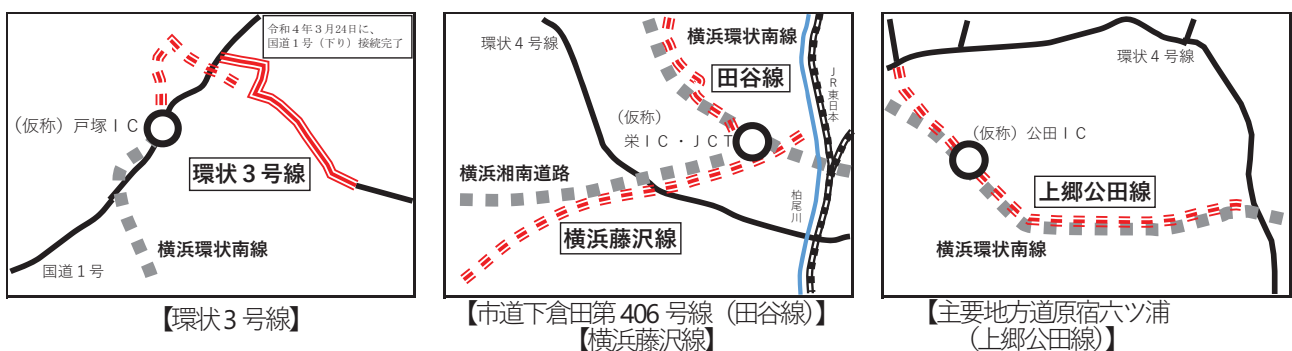 令和４年３月24日に、
国道１号（下り）接続完了
（仮称）戸塚ＩＣ
環状３号線
横浜環状南線
国道１号
【環状３号線】
環状４号線
横浜環状南線
田谷線
ＪＲ東日本
（仮称）
栄ＩＣ・ＪＣＴ
横浜湘南道路
柏尾川
横浜藤沢線
【市道下倉田第 406 号線（田谷線）】
【横浜藤沢線】
環状４号線
（仮称）公田ＩＣ
上郷公田線
横浜環状南線
【主要地方道原宿六ツ浦
（上郷公田線）】